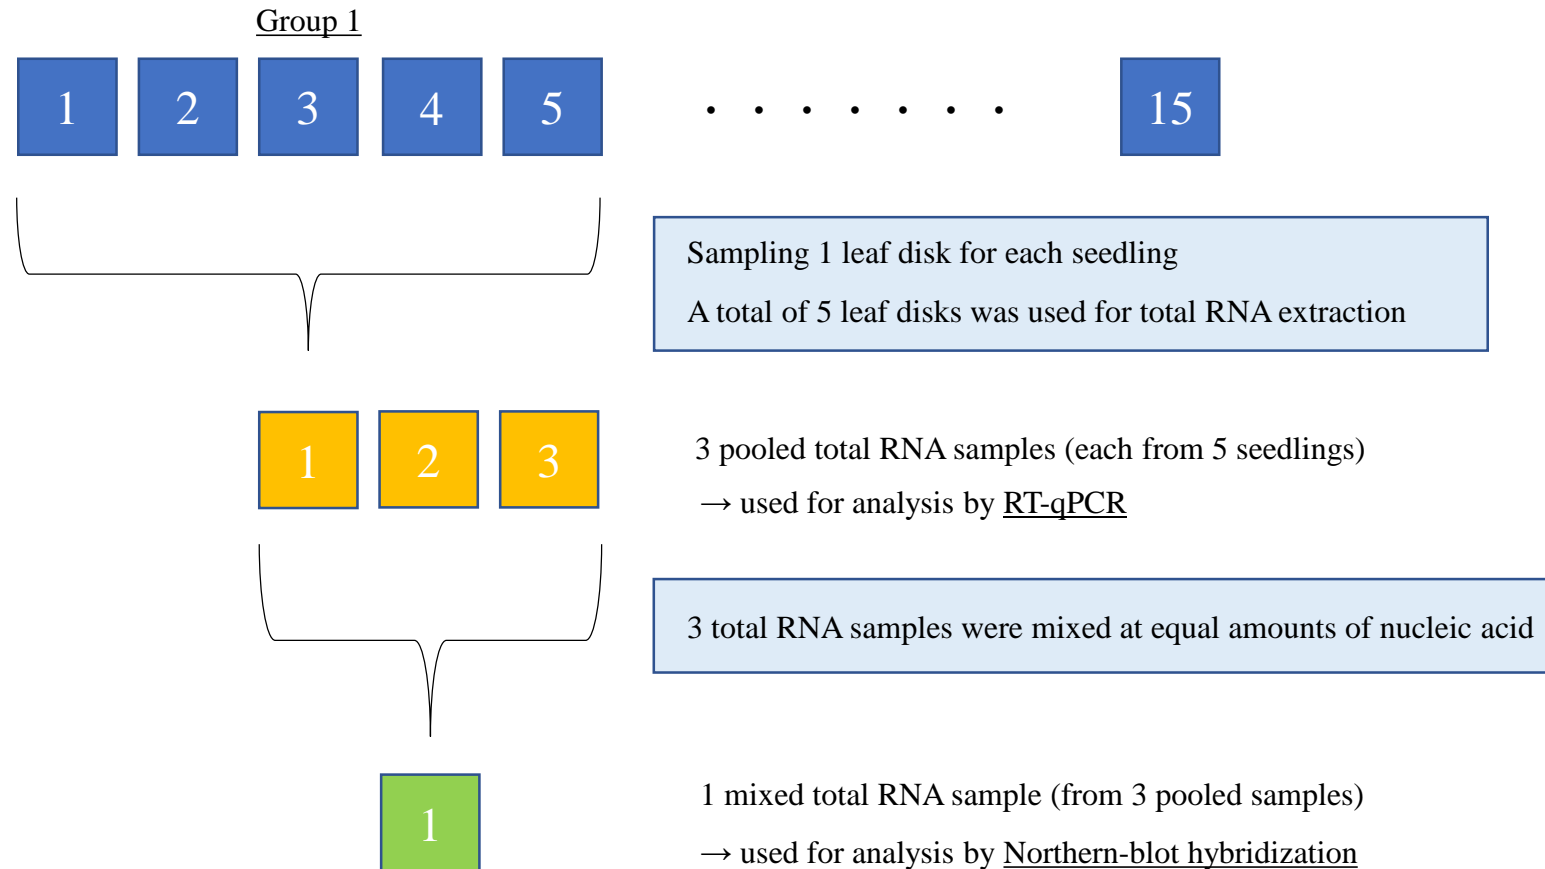 Group 1
1 2 3 4 5 . . . . . . . 15
Sampling 1 leaf disk for each seedling
A total of 5 leaf disks was used for total RNA extraction
1 2 3
3 pooled total RNA samples (each from 5 seedlings)
→ used for analysis by RT-qPCR
3 total RNA samples were mixed at equal amounts of nucleic acid
1
1 mixed total RNA sample (from 3 pooled samples)
→ used for analysis by Northern-blot hybridization